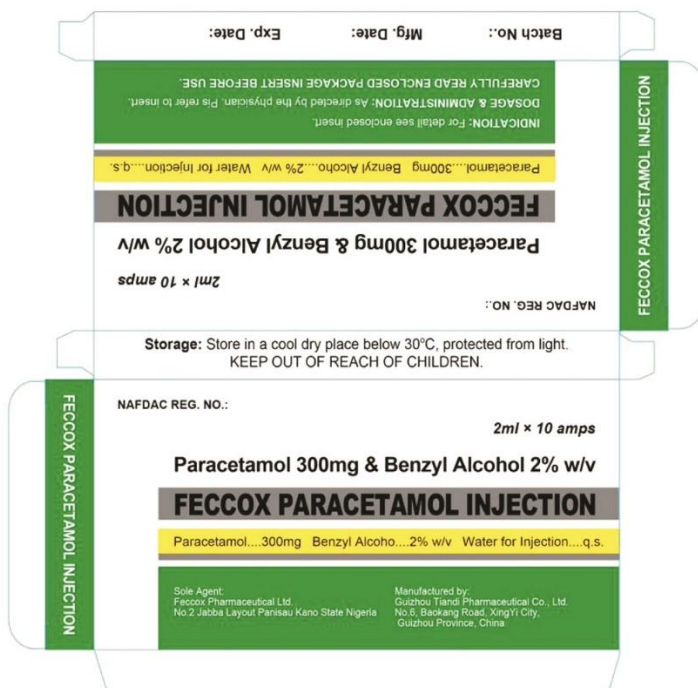 Batch No.: Mfg. Date: Exp. Date:
CAREFULLY READ ENCLOSED PACKAGE INSERT BEFORE USE.
DOSAGE & ADMINISTRATION: As directed by the physician. Pls refer to insert.
INDICATION: For detail see enclosed insert.
Paracetamol....300mg Benzyl Alcoho....2% w/v Water for Injection....q.s.
FECCOX PARACETAMOL INJECTION
Paracetamol 300mg & Benzyl Alcohol 2% w/v
2ml × 10 amps
NAFDAC REG. NO.:
FECCOX PARACETAMOL INJECTION
Storage: Store in a cool dry place below 30°C, protected from light.
KEEP OUT OF REACH OF CHILDREN.
FECCOX PARACETAMOL INJECTION
NAFDAC REG. NO.:
2ml × 10 amps
Paracetamol 300mg & Benzyl Alcohol 2% w/v
FECCOX PARACETAMOL INJECTION
Paracetamol....300mg Benzyl Alcoho....2% w/v Water for Injection....q.s.
Sole Agent:
Feccox Pharmaceutical Ltd.
No.2 Jabba Layout Panisau Kano State Nigeria
Manufactured by:
Guizhou Tiandi Pharmaceutical Co., Ltd.
No,6, Baokang Road, XingYi City,
Guizhou Province, China